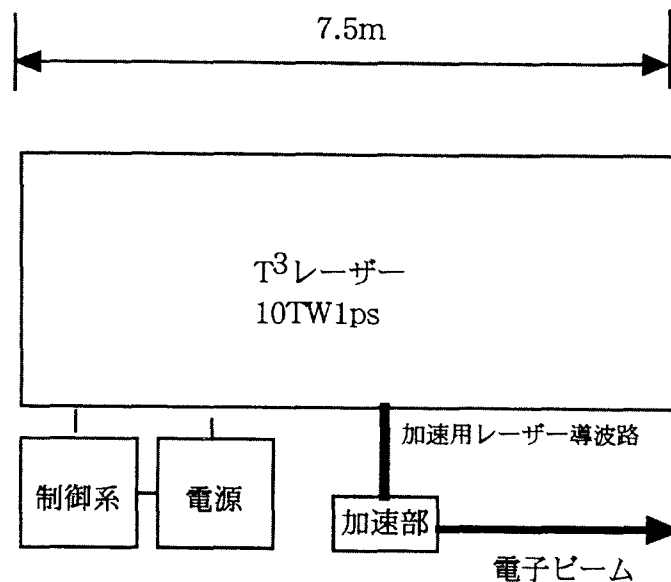 7.5m
T³レーザー
10TW1ps
加速用レーザー導波路
制御系
電源
加速部
電子ビーム